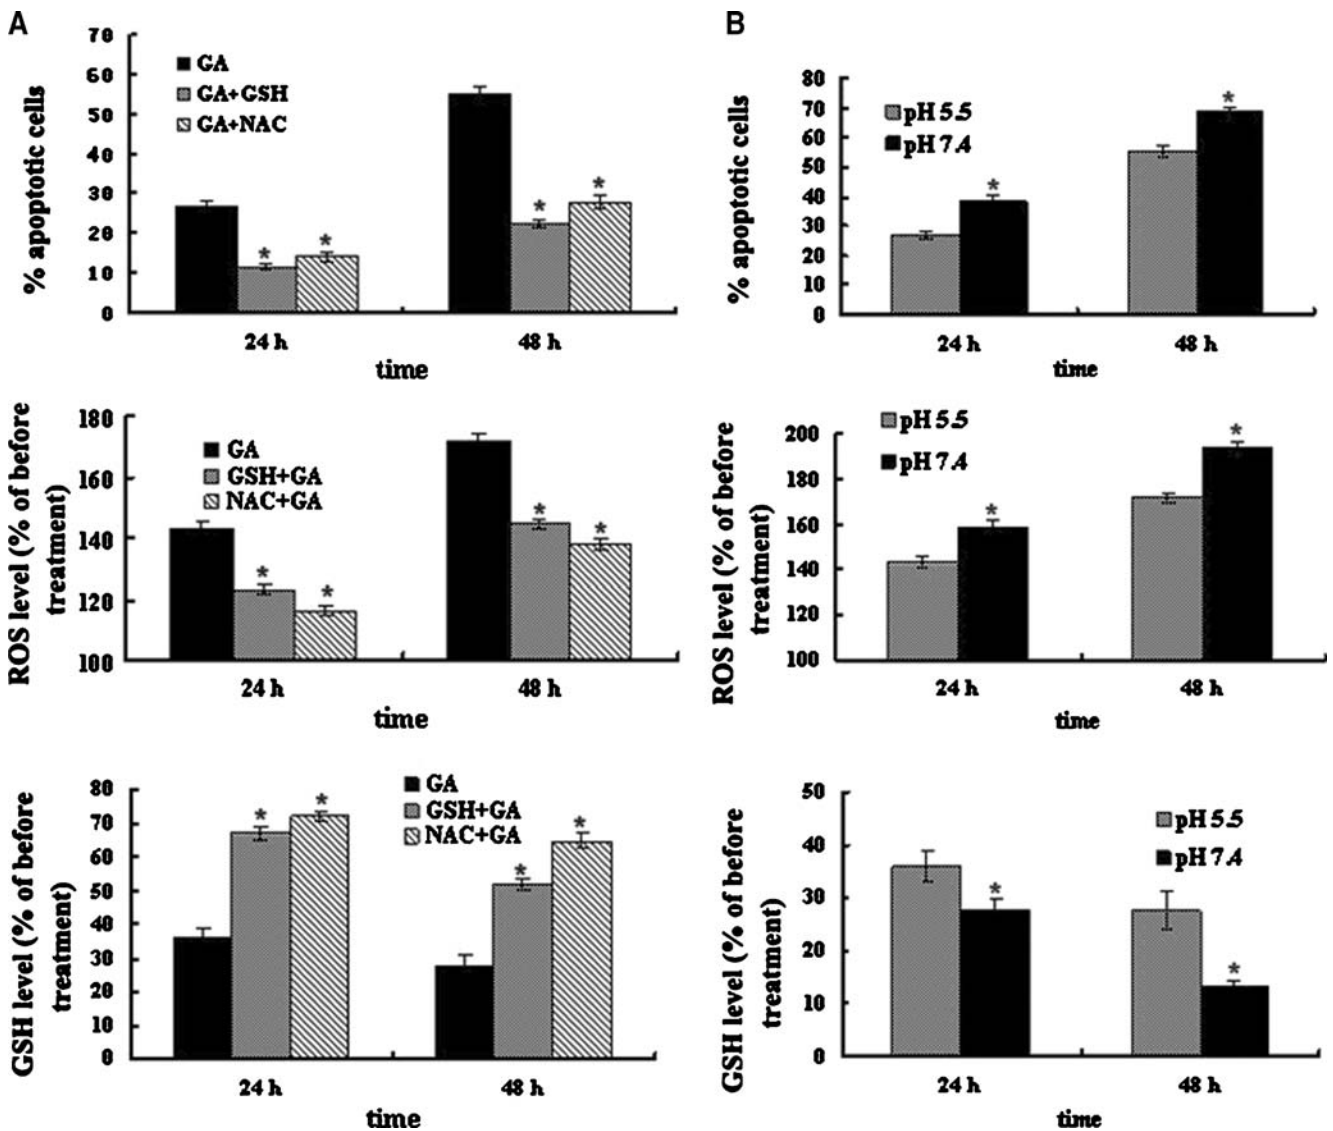 A
% apoptotic cells
70
60
50
40
30
20
10
0
GA
GA+GSH
GA+NAC
*
*
*
*
24 h
48 h
time
ROS level (% of before
treatment)
180
160
140
120
100
GA
GSH+GA
NAC+GA
*
*
*
*
24 h
48 h
time
GSH level (% of before
treatment)
80
70
60
50
40
30
20
10
0
GA
GSH+GA
NAC+GA
*
*
*
*
24 h
48 h
time
B
% apoptotic cells
80
70
60
50
40
30
20
10
0
pH 5.5
pH 7.4
*
*
24 h
48 h
time
ROS level (% of before
treatment)
200
180
160
140
120
100
pH 5.5
pH 7.4
*
*
24 h
48 h
time
GSH level (% of before
treatment)
50
40
30
20
10
0
pH 5.5
pH 7.4
*
*
24 h
48 h
time